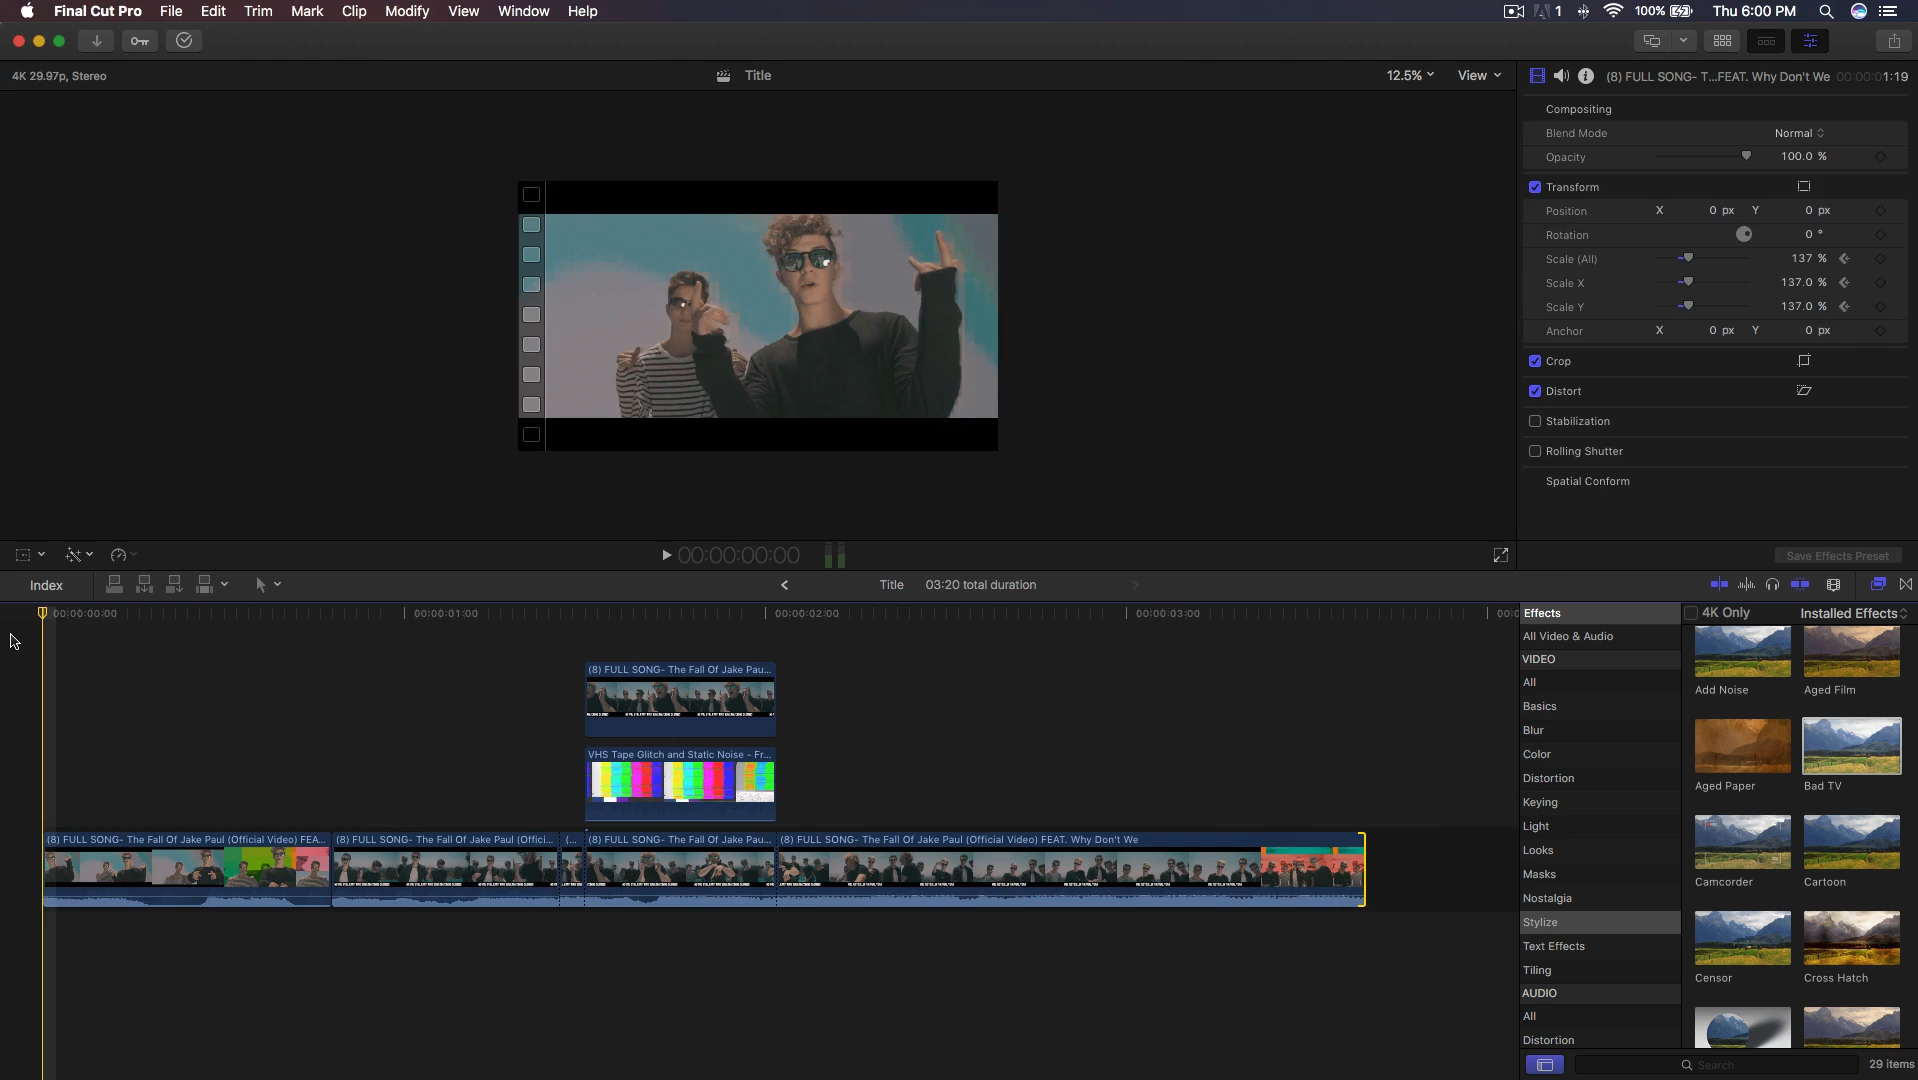 Final Cut Pro File Edit Trim Mark Clip Modify View Window Help 1 100% Thu 6:00 PM
4K 29.97p, Stereo Title 12.5% View (8) FULL SONG- T...FEAT. Why Don't We 00:00:01:19
Compositing
Blend Mode Normal
Opacity 100.0 %
Transform
Position X 0 px Y 0 px
Rotation 0 °
Scale (All) 137 %
Scale X 137.0 %
Scale Y 137.0 %
Anchor X 0 px Y 0 px
Crop
Distort
Stabilization
Rolling Shutter
Spatial Conform
00:00:00:00 Save Effects Preset
Index Title 03:20 total duration
00:00:00:00 00:00:01:00 00:00:02:00 00:00:03:00
(8) FULL SONG- The Fall Of Jake Pau...
VHS Tape Glitch and Static Noise - Fr...
(8) FULL SONG- The Fall Of Jake Paul (Official Video) FEA... (8) FULL SONG- The Fall Of Jake Paul (Offici... (... (8) FULL SONG- The Fall Of Jake Pau... (8) FULL SONG- The Fall Of Jake Paul (Official Video) FEAT. Why Don't We
Effects 4K Only Installed Effects
All Video & Audio
VIDEO
All
Basics
Blur
Color
Distortion
Keying
Light
Looks
Masks
Nostalgia
Stylize
Text Effects
Tiling
AUDIO
All
Distortion
Add Noise Aged Film
Aged Paper Bad TV
Camcorder Cartoon
Censor Cross Hatch
Search 29 items